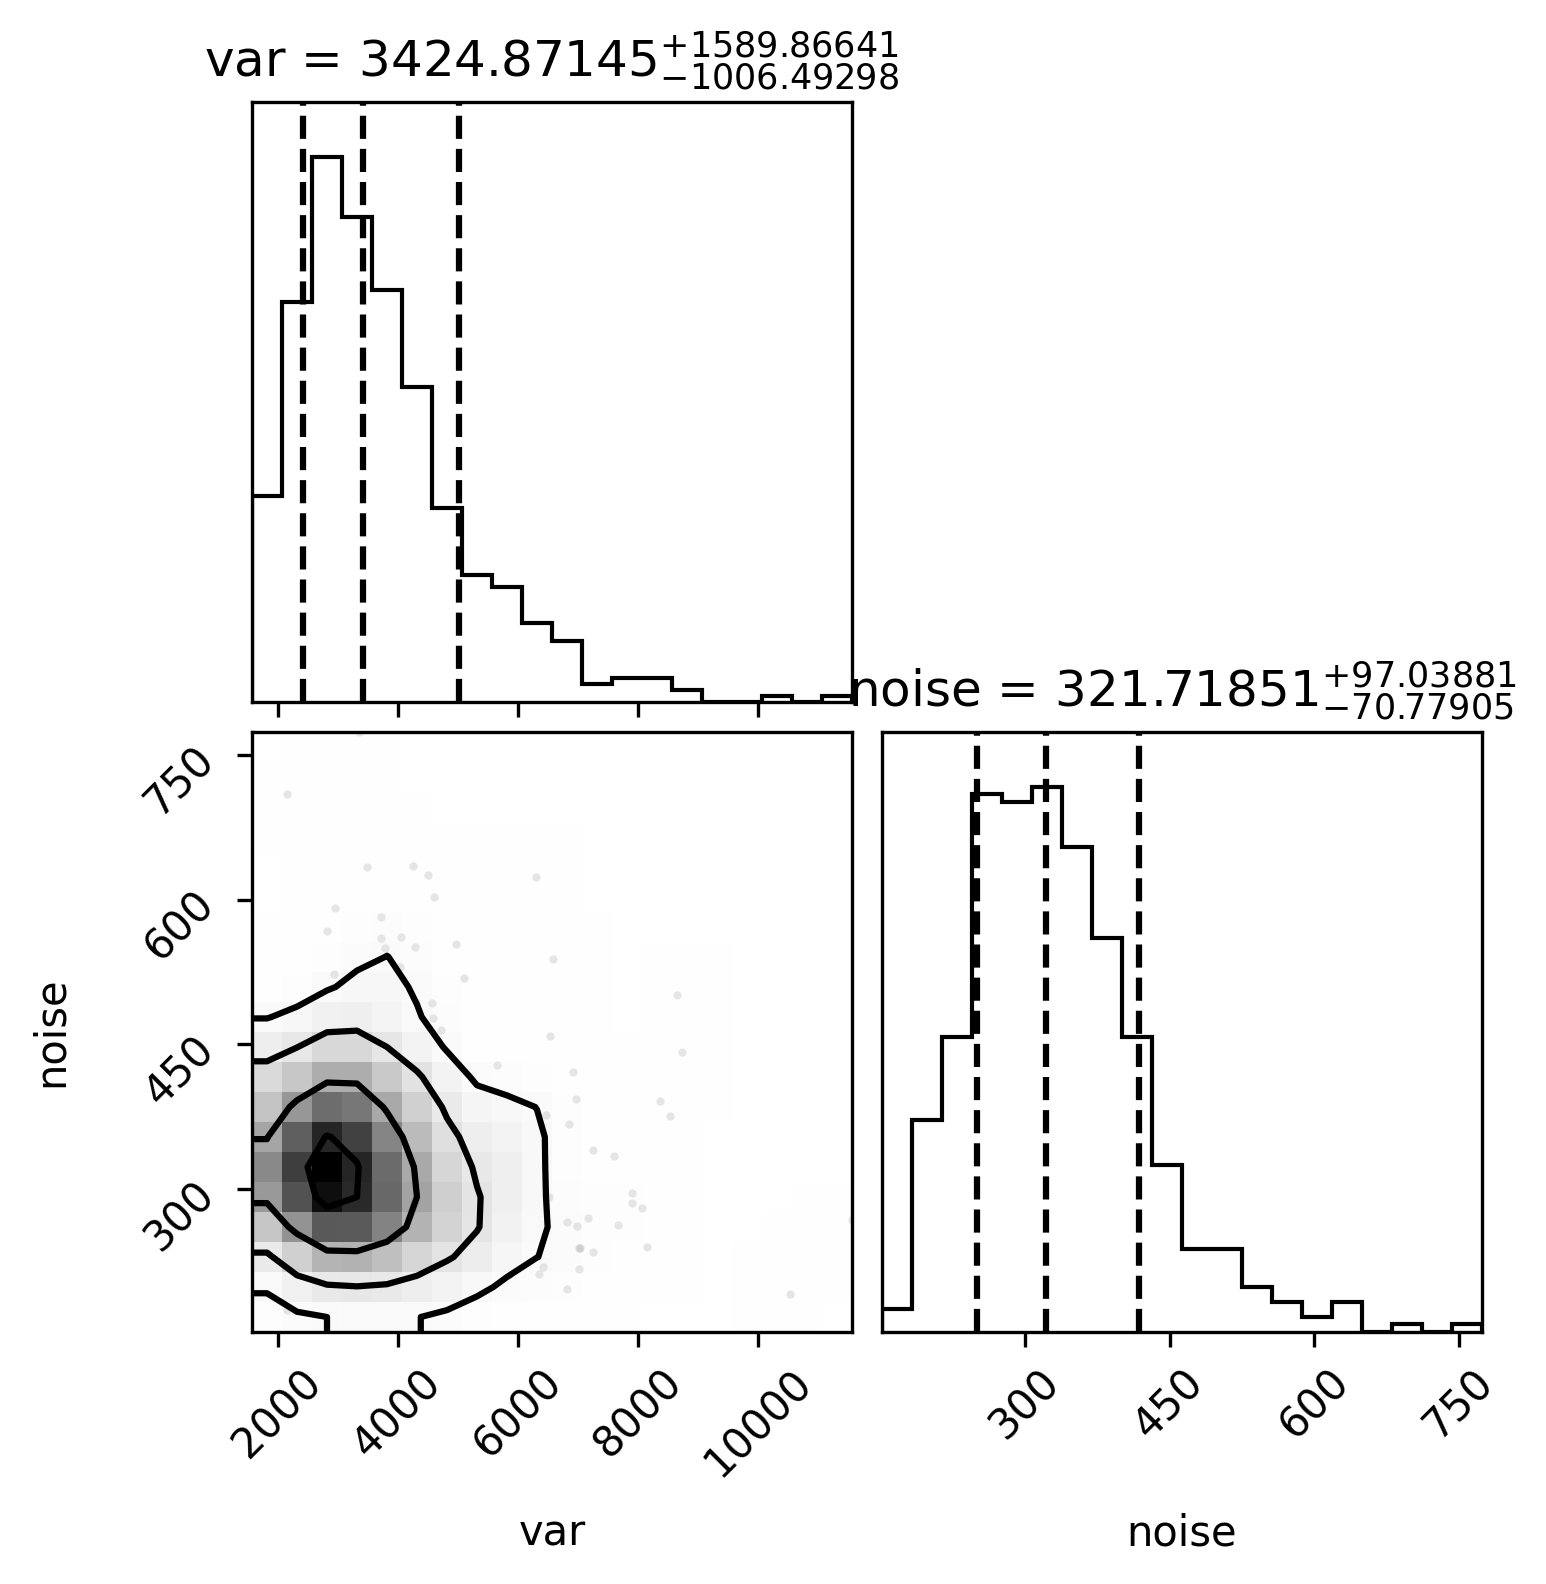 var = 3424.87145+1589.86641−1006.49298
noise = 321.71851+97.03881−70.77905
750
600
450
300
noise
2000 4000 6000 8000 10000
300 450 600 750
var
noise